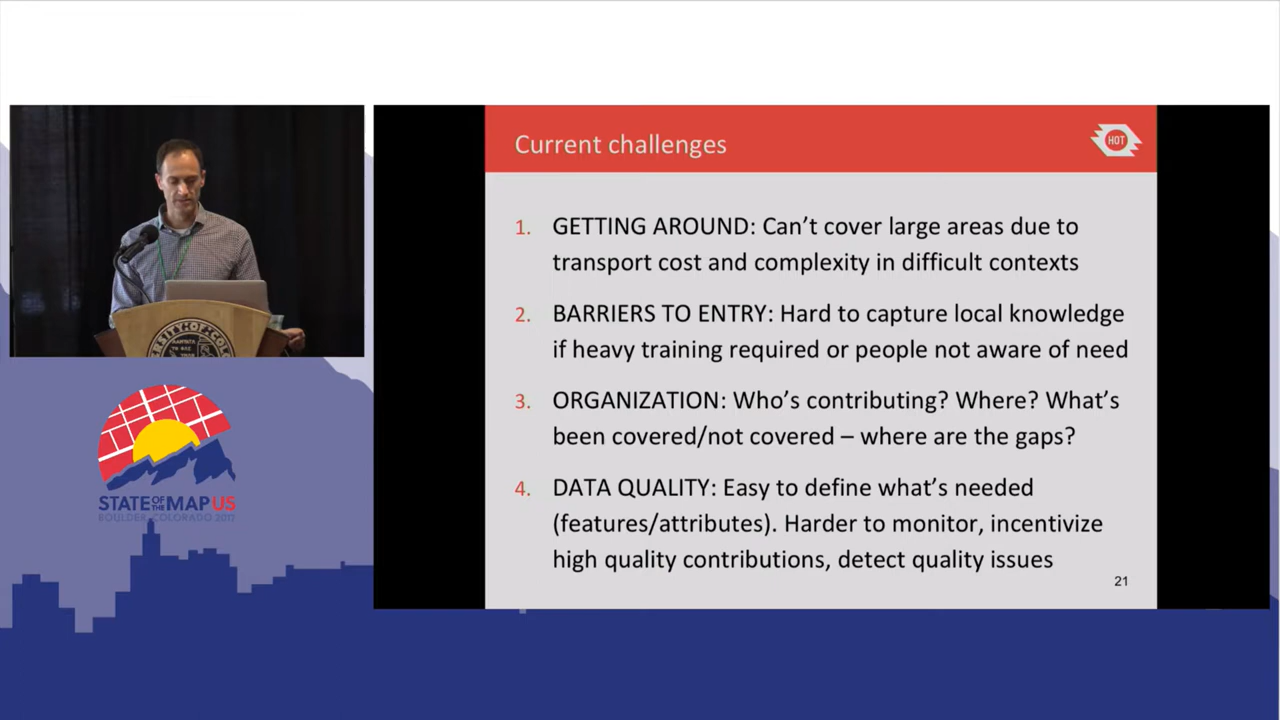 Current challenges
HOT
1. GETTING AROUND: Can't cover large areas due to
transport cost and complexity in difficult contexts
2. BARRIERS TO ENTRY: Hard to capture local knowledge
if heavy training required or people not aware of need
3. ORGANIZATION: Who's contributing? Where? What's
been covered/not covered – where are the gaps?
4. DATA QUALITY: Easy to define what's needed
(features/attributes). Harder to monitor, incentivize
high quality contributions, detect quality issues
21
STATE OF THE MAP US
BOULDER, COLORADO 2017